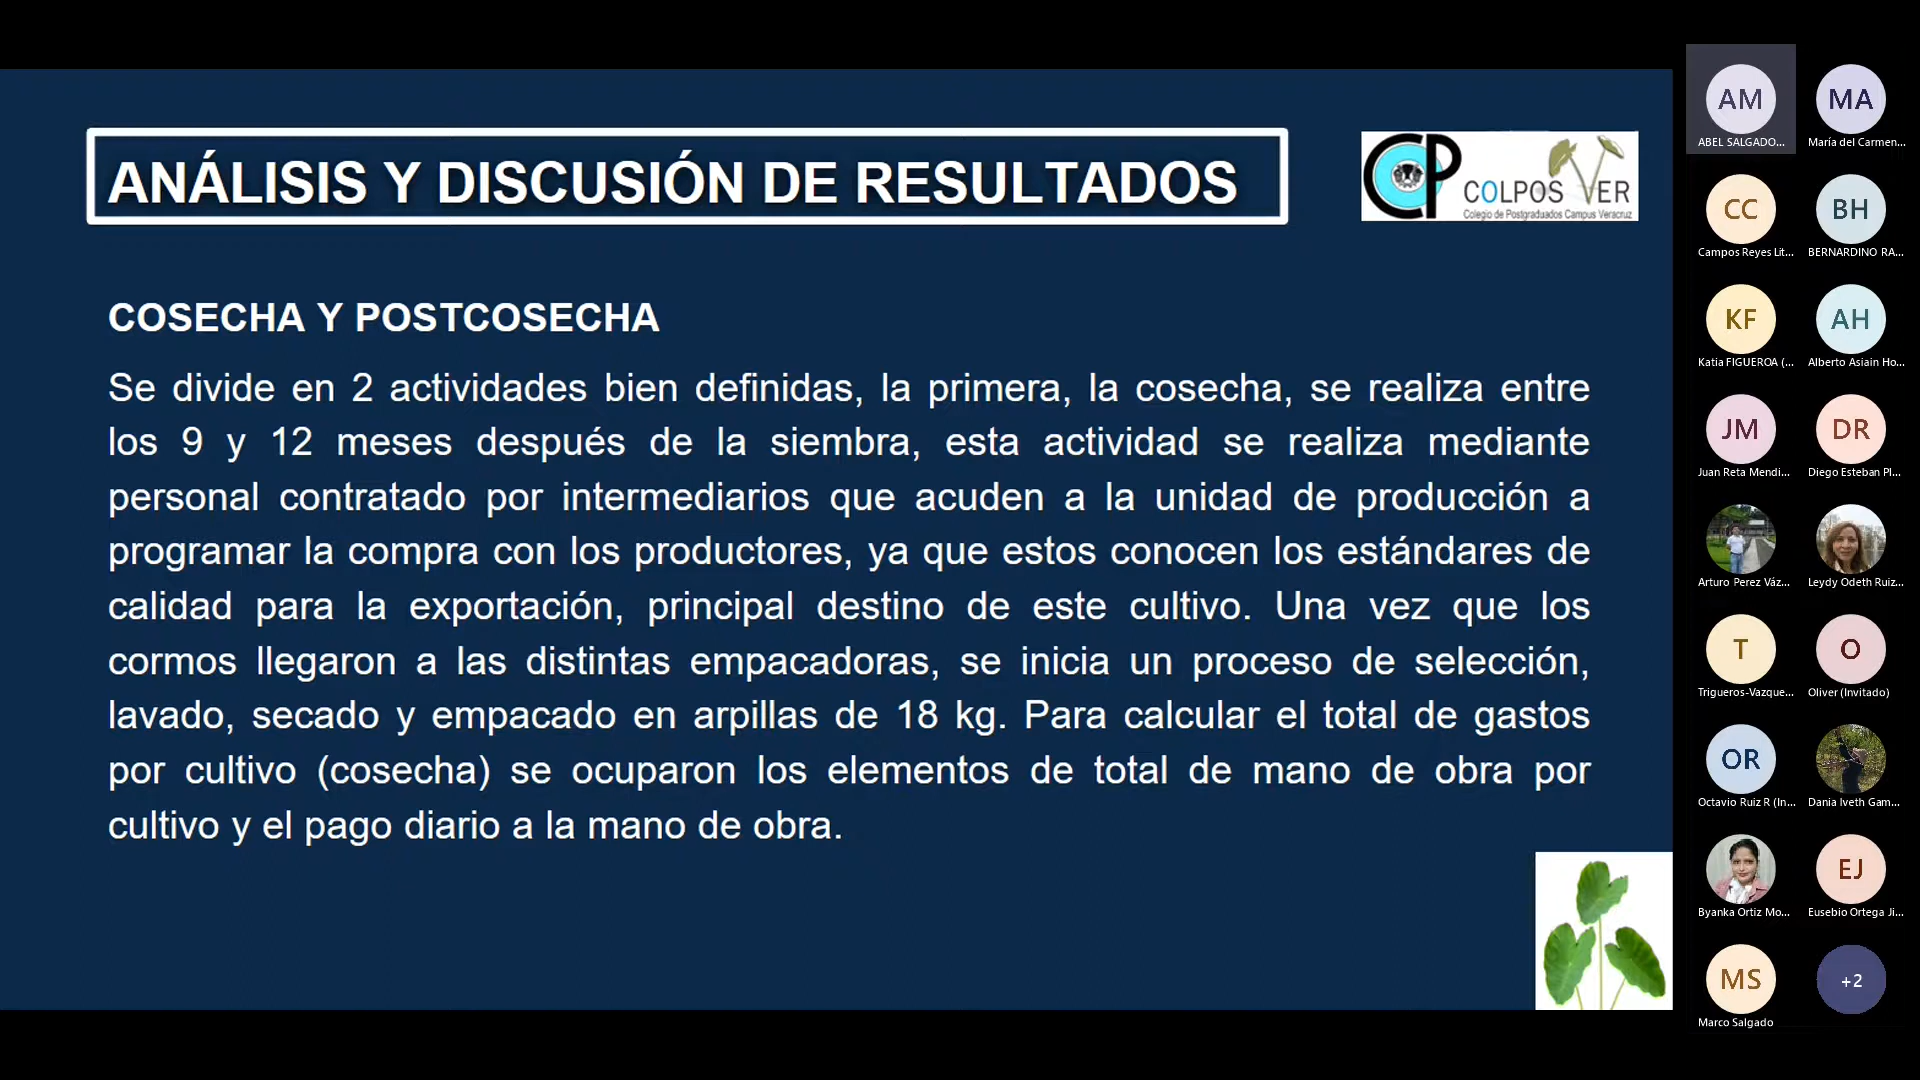 ANÁLISIS Y DISCUSIÓN DE RESULTADOS
CP
COLPOS VER
Colegio de Postgraduados Campus Veracruz
COSECHA Y POSTCOSECHA
Se divide en 2 actividades bien definidas, la primera, la cosecha, se realiza entre
los 9 y 12 meses después de la siembra, esta actividad se realiza mediante
personal contratado por intermediarios que acuden a la unidad de producción a
programar la compra con los productores, ya que estos conocen los estándares de
calidad para la exportación, principal destino de este cultivo. Una vez que los
cormos llegaron a las distintas empacadoras, se inicia un proceso de selección,
lavado, secado y empacado en arpillas de 18 kg. Para calcular el total de gastos
por cultivo (cosecha) se ocuparon los elementos de total de mano de obra por
cultivo y el pago diario a la mano de obra.
AM
ABEL SALGADO...
MA
María del Carmen...
CC
Campos Reyes Lit...
BH
BERNARDINO RA...
KF
Katia FIGUEROA (...
AH
Alberto Asiain Ho...
JM
Juan Reta Mendi...
DR
Diego Esteban Pl...
Arturo Perez Váz...
Leydy Odeth Ruiz...
T
Trigueros-Vazque...
O
Oliver (Invitado)
OR
Octavio Ruiz R (In...
Dania Iveth Gam...
Byanka Ortiz Mo...
EJ
Eusebio Ortega Ji...
MS
Marco Salgado
+2